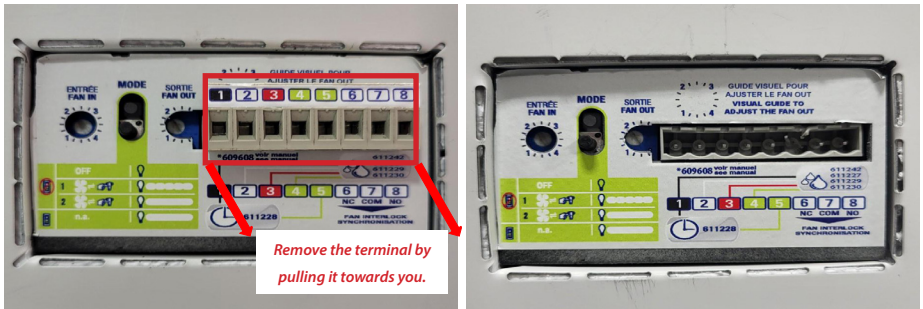 2 3
GUIDE VISUEL POUR
AJUSTER LE FAN OUT
ENTRÉE
FAN IN
MODE
SORTIE
FAN OUT
1 2 3 4 5 6 7 8
*609608 voir manuel
see manual
611242
611229
611230
OFF
1
2
n.a.
1 2 3 4 5 6 7 8
NC COM NO
611228
FAN INTERLOCK
SYNCHRONISATION
Remove the terminal by
pulling it towards you.
GUIDE VISUEL POUR
AJUSTER LE FAN OUT
VISUAL GUIDE TO
ADJUST THE FAN OUT
ENTRÉE
FAN IN
MODE
SORTIE
FAN OUT
*609608 voir manuel
see manual
611242
611227
611229
611230
OFF
1
2
n.a.
1 2 3 4 5 6 7 8
NC COM NO
611228
FAN INTERLOCK
SYNCHRONISATION